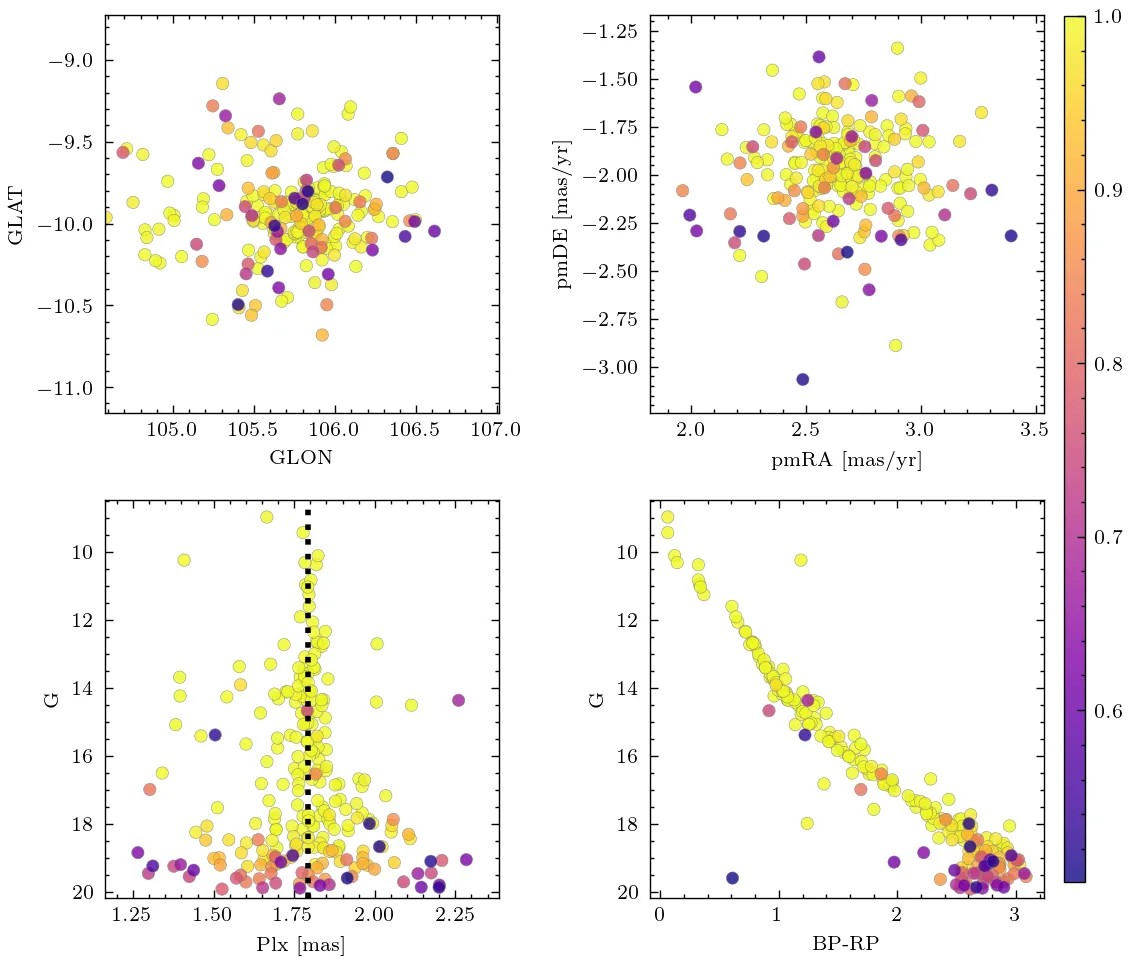 −9.0
−9.5
−10.0
−10.5
−11.0
GLAT
105.0 105.5 106.0 106.5 107.0
GLON
−1.25
−1.50
−1.75
−2.00
−2.25
−2.50
−2.75
−3.00
pmDE [mas/yr]
2.0 2.5 3.0 3.5
pmRA [mas/yr]
10
12
14
16
18
20
G
1.25 1.50 1.75 2.00 2.25
Plx [mas]
10
12
14
16
18
20
G
0 1 2 3
BP-RP
1.0
0.9
0.8
0.7
0.6